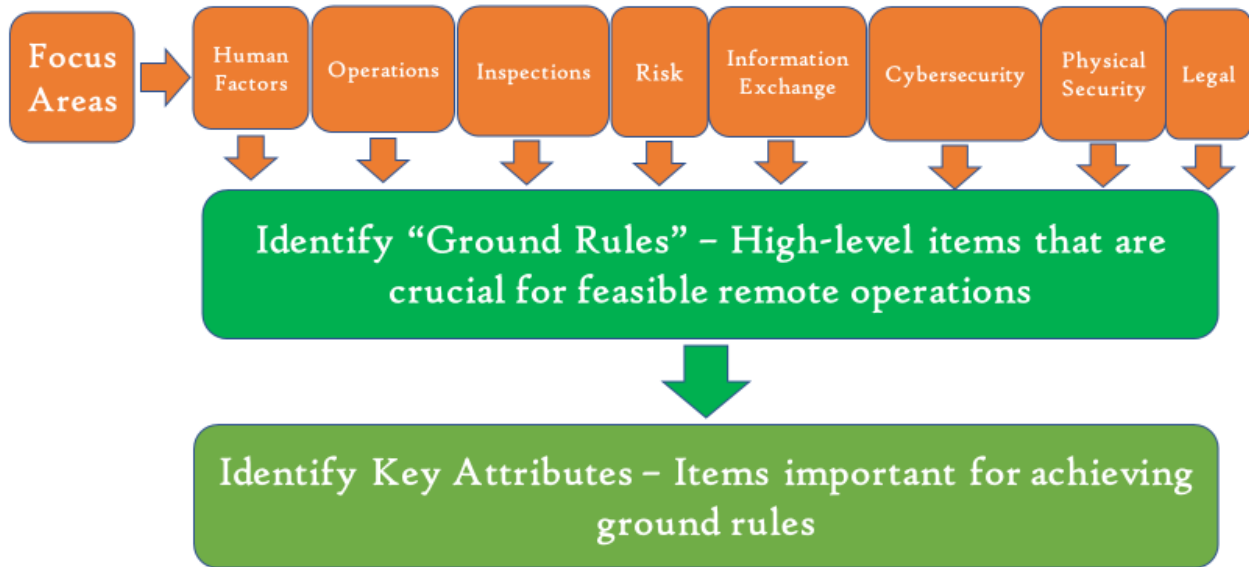 Focus
Areas
Human
Factors
Operations
Inspections
Risk
Information
Exchange
Cybersecurity
Physical
Security
Legal
Identify “Ground Rules” – High-level items that are
crucial for feasible remote operations
Identify Key Attributes – Items important for achieving
ground rules